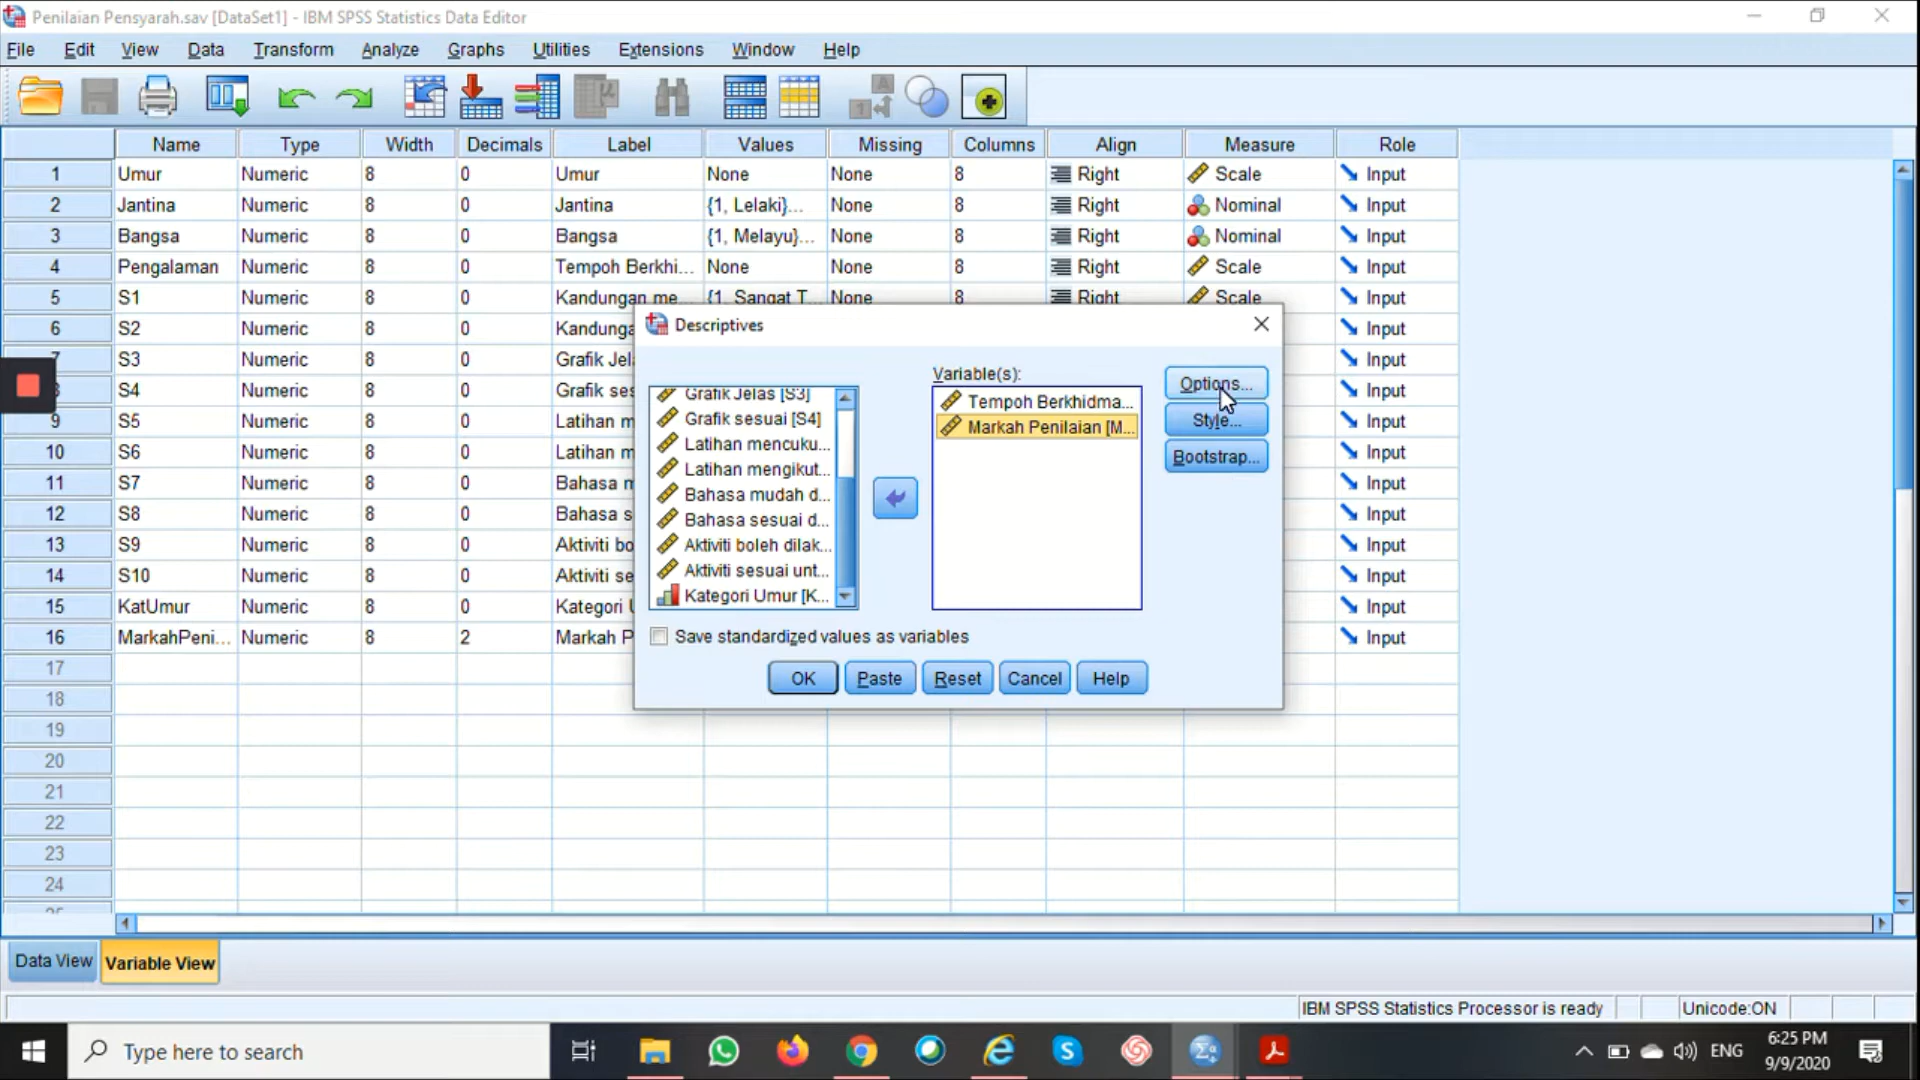 Penilaian Pensyarah.sav [DataSet1] - IBM SPSS Statistics Data Editor
File Edit View Data Transform Analyze Graphs Utilities Extensions Window Help
Name Type Width Decimals Label Values Missing Columns Align Measure Role
1 Umur Numeric 8 0 Umur None None 8 Right Scale Input
2 Jantina Numeric 8 0 Jantina {1, Lelaki}... None 8 Right Nominal Input
3 Bangsa Numeric 8 0 Bangsa {1, Melayu}... None 8 Right Nominal Input
4 Pengalaman Numeric 8 0 Tempoh Berkhi... None None 8 Right Scale Input
5 S1 Numeric 8 0 Kandungan me... {1, Sangat T... None 8 Right Scale Input
6 S2 Numeric 8 0 Kandunga Input
7 S3 Numeric 8 0 Grafik Jel Input
8 S4 Numeric 8 0 Grafik ses Input
9 S5 Numeric 8 0 Latihan m Input
10 S6 Numeric 8 0 Latihan m Input
11 S7 Numeric 8 0 Bahasa m Input
12 S8 Numeric 8 0 Bahasa s Input
13 S9 Numeric 8 0 Aktiviti bo Input
14 S10 Numeric 8 0 Aktiviti se Input
15 KatUmur Numeric 8 0 Kategori U Input
16 MarkahPeni... Numeric 8 2 Markah P Input
17
18
19
20
21
22
23
24
25
Descriptives
Variable(s):
Grafik Jelas [S3]
Grafik sesuai [S4]
Latihan mencuku...
Latihan mengikut...
Bahasa mudah d...
Bahasa sesuai d...
Aktiviti boleh dilak...
Aktiviti sesuai unt...
Kategori Umur [K...
Tempoh Berkhidma...
Markah Penilaian [M...
Options...
Style...
Bootstrap...
Save standardized values as variables
OK Paste Reset Cancel Help
Data View Variable View
IBM SPSS Statistics Processor is ready Unicode:ON
Type here to search
ENG
6:25 PM
9/9/2020